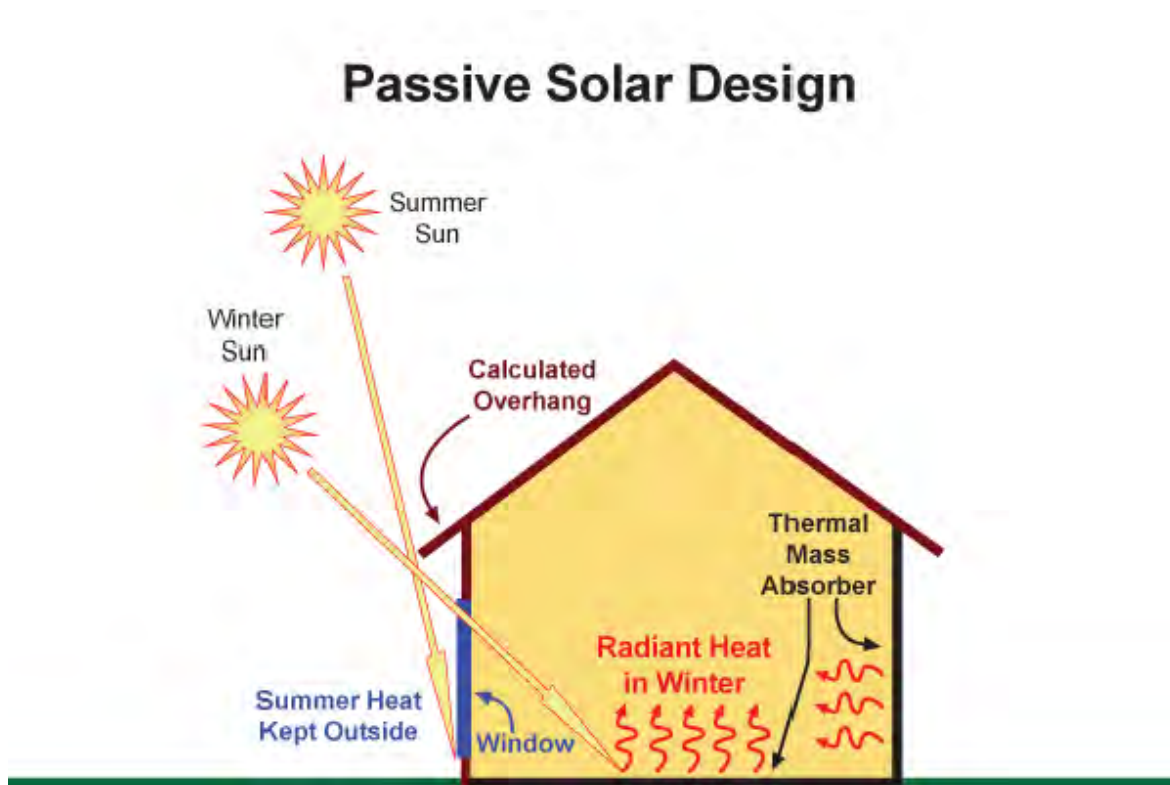 Passive Solar Design
Summer
Sun
Winter
Sun
Calculated
Overhang
Thermal
Mass
Absorber
Radiant Heat
in Winter
Summer Heat
Kept Outside
Window